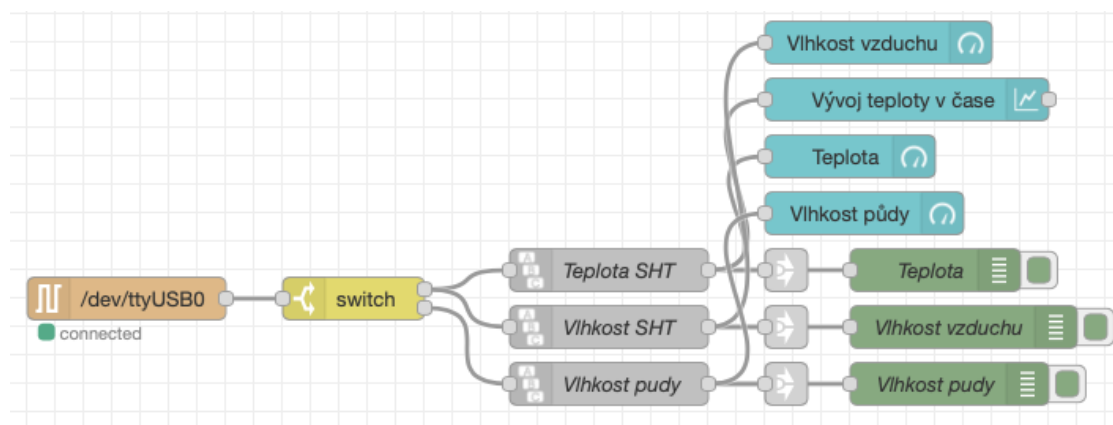 Vlhkost vzduchu
Vývoj teploty v čase
Teplota
Vlhkost půdy
Teplota SHT
Teplota
/dev/ttyUSB0
switch
connected
Vlhkost SHT
Vlhkost vzduchu
Vlhkost pudy
Vlhkost pudy
A
B
C
A
B
C
A
B
C